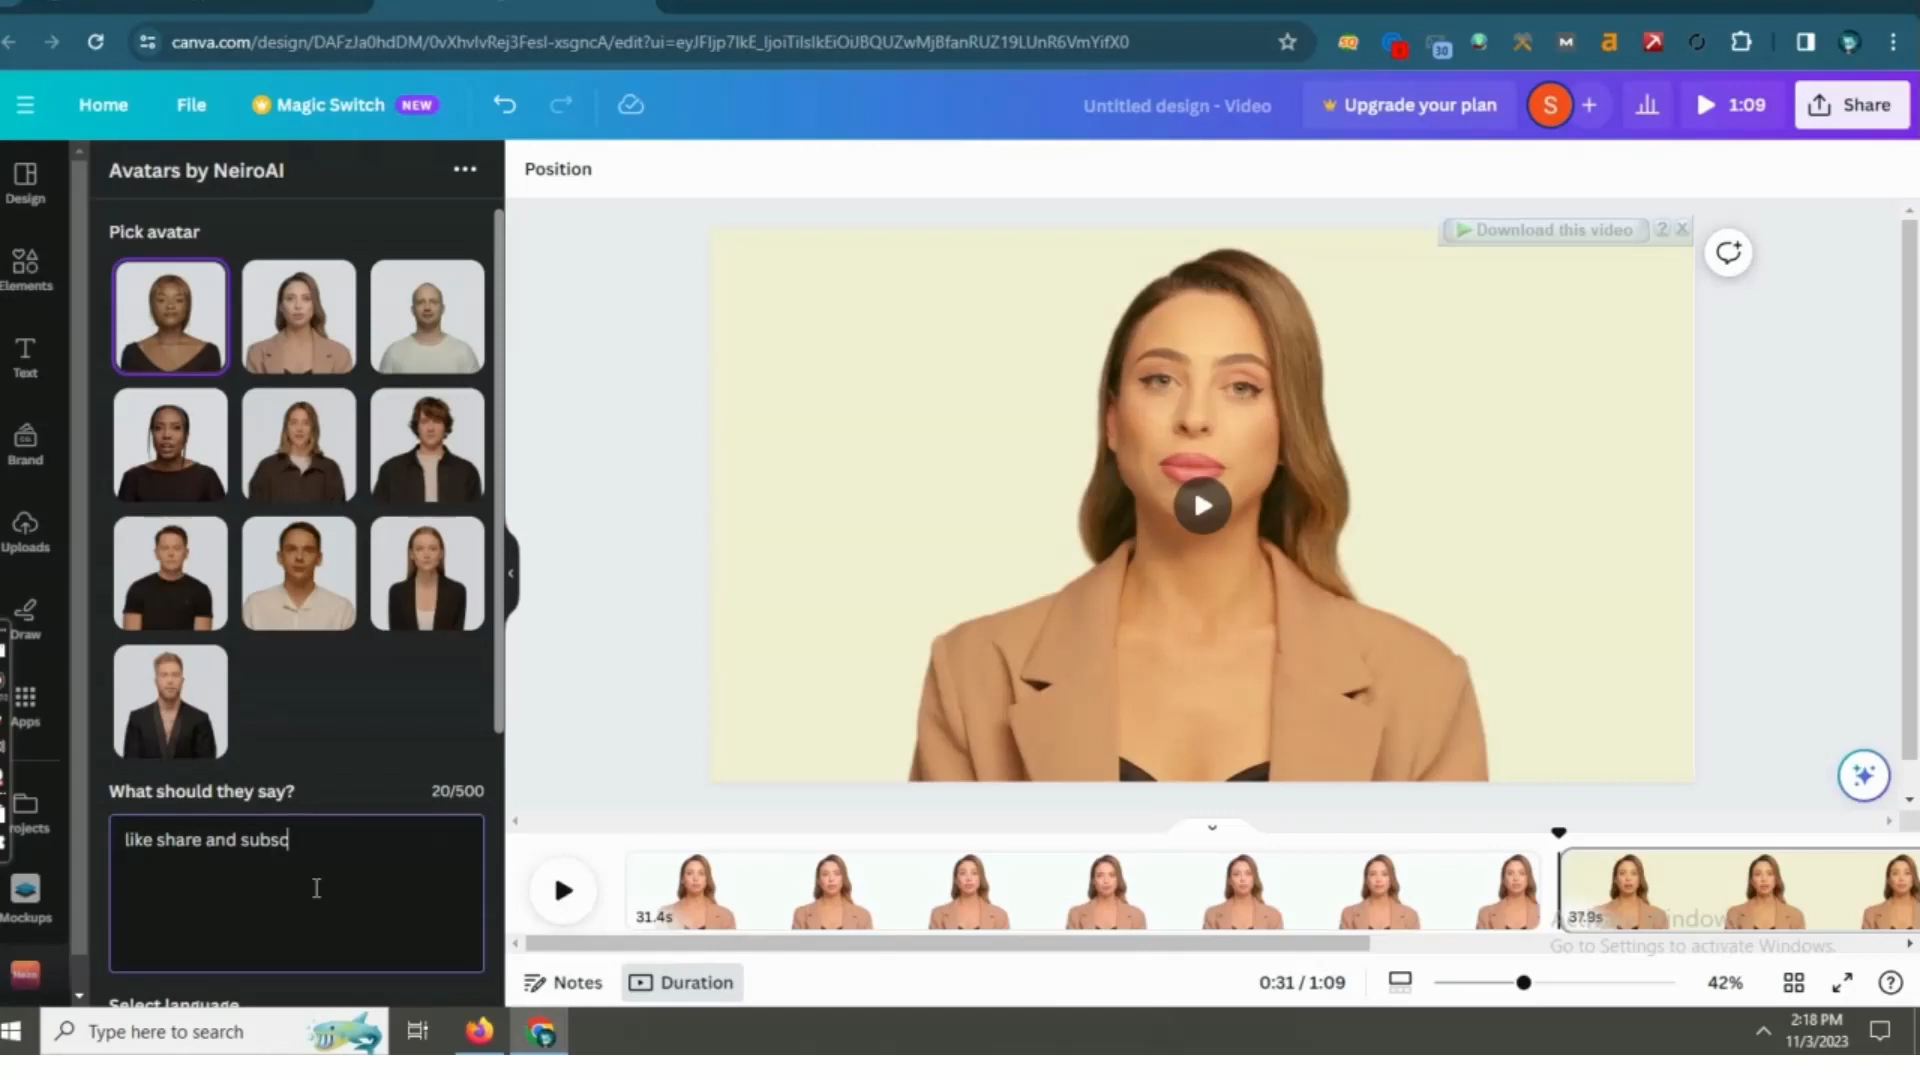 canva.com/design/DAFzJa0hdDM/0vXhvlvRej3FesI-xsgncA/edit?ui=eyJFIjp7IkE_IjoiTiIsIkEiOiJBQUZwMjBfanRUZ19LUnR6VmYifX0
30
Home File Magic Switch NEW
Untitled design - Video
Upgrade your plan
S
1:09
Share
Design
Elements
Text
Brand
Uploads
Draw
Apps
rojects
Mockups
Neiro
Avatars by NeiroAI
Pick avatar
What should they say? 20/500
like share and subsc
Select language
Position
Download this video ? X
31.4s
37.9s
Go to Settings to activate Windows.
Notes Duration
0:31 / 1:09
42%
Type here to search
2:18 PM
11/3/2023